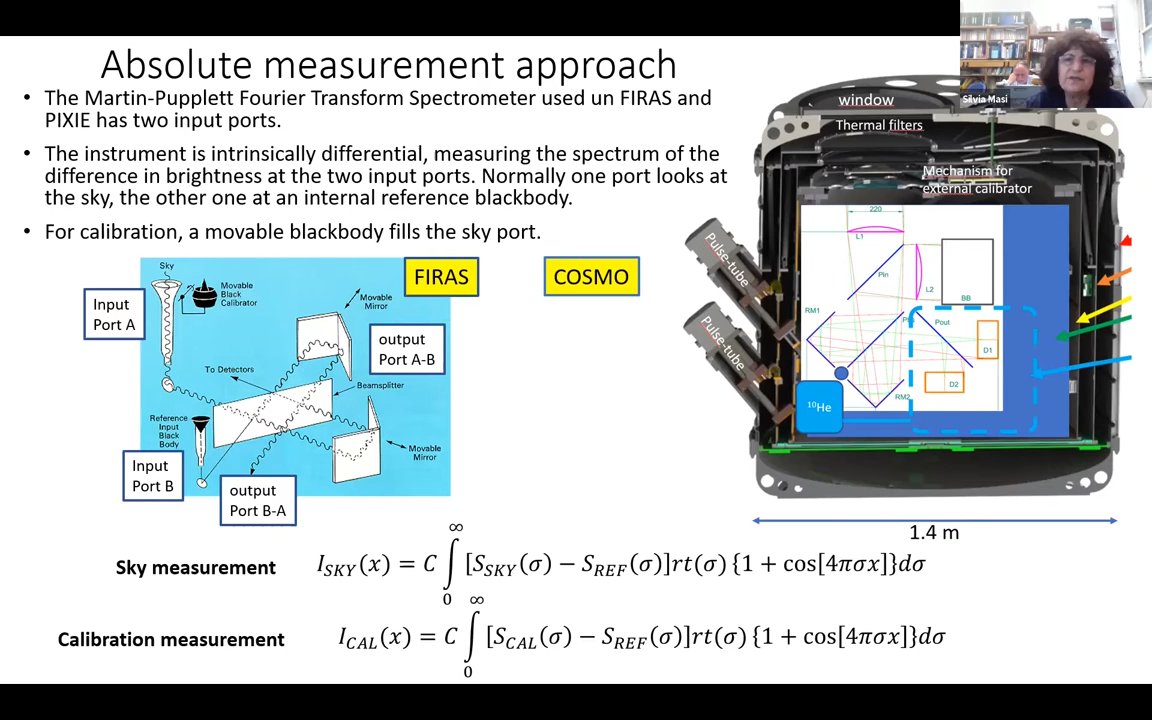 Absolute measurement approach
• The Martin-Pupplett Fourier Transform Spectrometer used un FIRAS and
PIXIE has two input ports.
• The instrument is intrinsically differential, measuring the spectrum of the
difference in brightness at the two input ports. Normally one port looks at
the sky, the other one at an internal reference blackbody.
• For calibration, a movable blackbody fills the sky port.
FIRAS
COSMO
Sky
Movable
Black
Calibrator
Movable
Mirror
Input
Port A
output
Port A-B
To Detectors
Beamsplitter
Reference
Input
Black
Body
Movable
Mirror
Input
Port B
output
Port B-A
Silvia Masi
window
Thermal filters
Mechanism for
external calibrator
Pulse-tube
Pulse-tube
220
L1
Pin
L2
BB
RM1
Pout
D1
D2
RM2
¹⁰He
1.4 m
Sky measurement I_SKY(x) = C ∫₀^∞ [S_SKY(σ) − S_REF(σ)]rt(σ) {1 + cos[4πσx]}dσ
Calibration measurement I_CAL(x) = C ∫₀^∞ [S_CAL(σ) − S_REF(σ)]rt(σ) {1 + cos[4πσx]}dσ